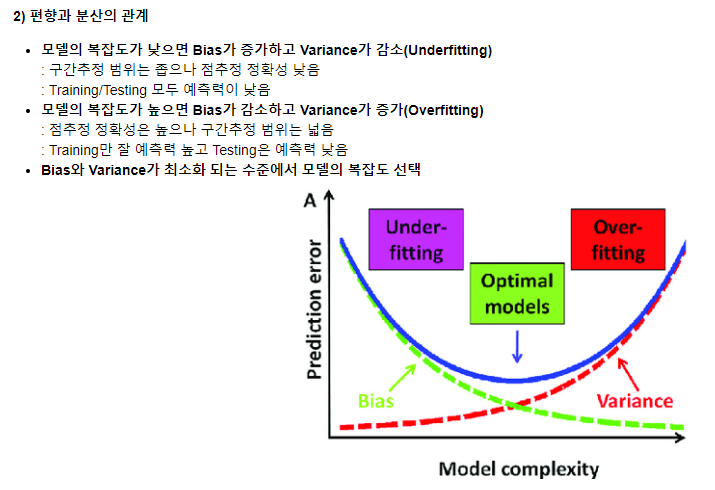 2) 편향과 분산의 관계
• 모델의 복잡도가 낮으면 Bias가 증가하고 Variance가 감소(Underfitting)
: 구간추정 범위는 좁으나 점추정 정확성 낮음
: Training/Testing 모두 예측력이 낮음
• 모델의 복잡도가 높으면 Bias가 감소하고 Variance가 증가(Overfitting)
: 점추정 정확성은 높으나 구간추정 범위는 넓음
: Training만 잘 예측력 높고 Testing은 예측력 낮음
• Bias와 Variance가 최소화 되는 수준에서 모델의 복잡도 선택
A
Under-
fitting
Over-
fitting
Optimal
models
Prediction error
Bias
Variance
Model complexity